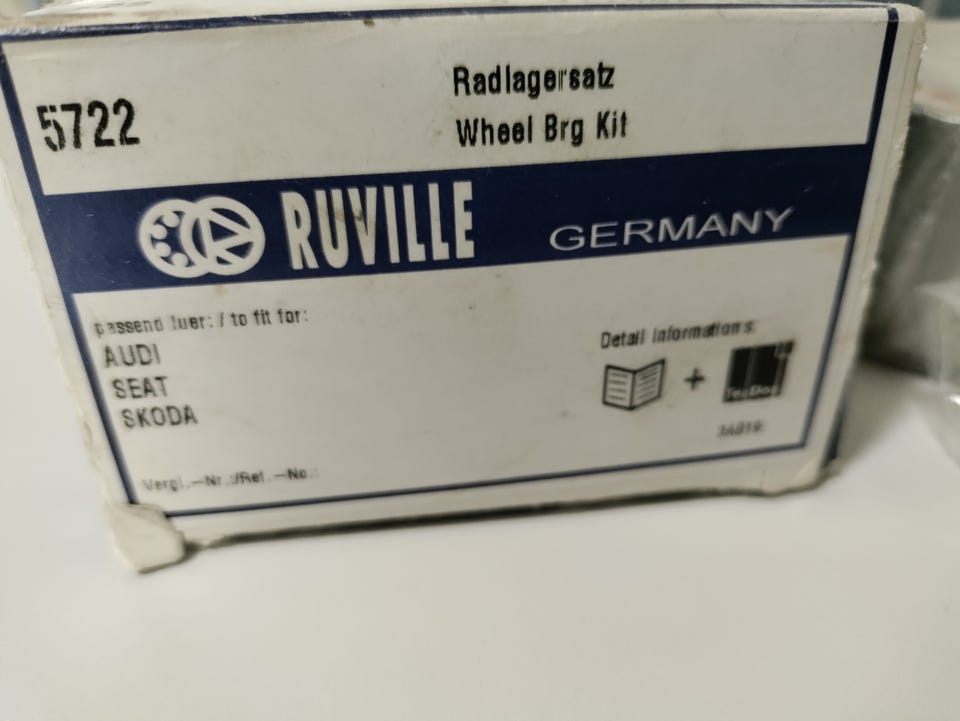 5722
Radlagersatz
Wheel Brg Kit
RUVILLE GERMANY
passend fuer: / to fit for:
AUDI
SEAT
SKODA
Detail Informations:
+ TecDoc
Vergl.-Nr.:/Ref.-No.: